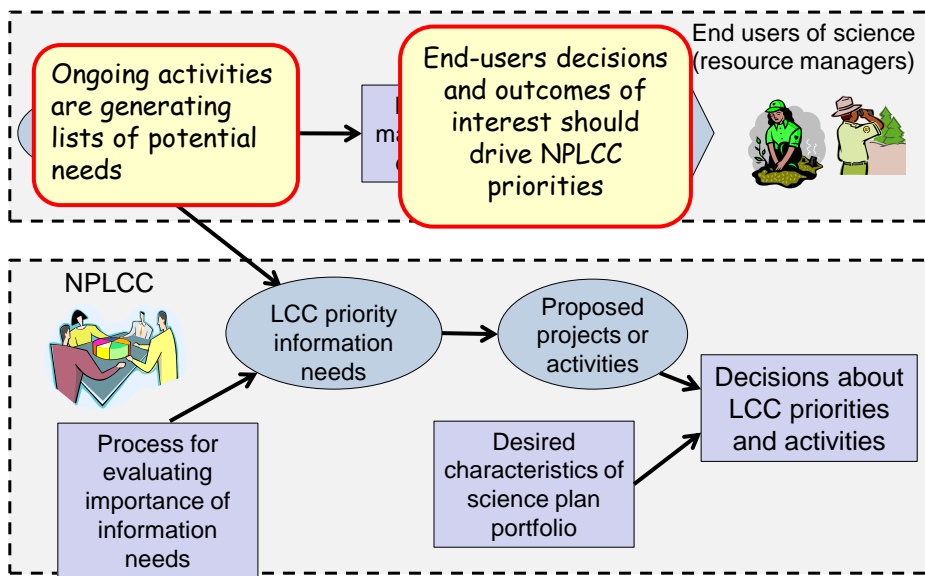 Ongoing activities
are generating
lists of potential
needs
End-users decisions
and outcomes of
interest should
drive NPLCC
priorities
End users of science
(resource managers)
NPLCC
LCC priority
information
needs
Proposed
projects or
activities
Decisions about
LCC priorities
and activities
Process for
evaluating
importance of
information
needs
Desired
characteristics of
science plan
portfolio